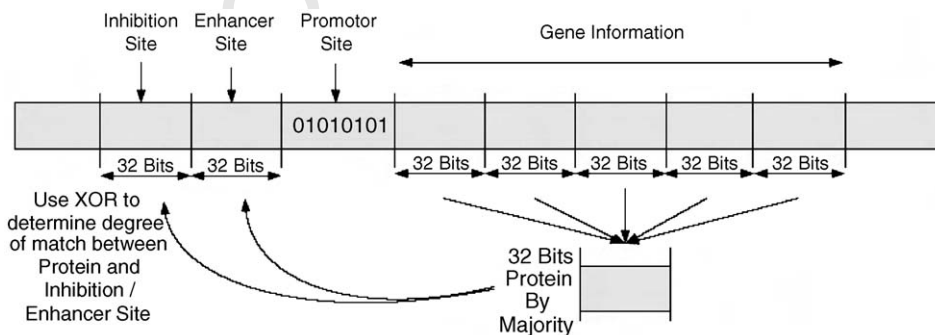 Inhibition Site
Enhancer Site
Promotor Site
Gene Information
01010101
32 Bits
32 Bits
32 Bits
32 Bits
32 Bits
32 Bits
32 Bits
Use XOR to
determine degree
of match between
Protein and
Inhibition /
Enhancer Site
32 Bits
Protein
By
Majority